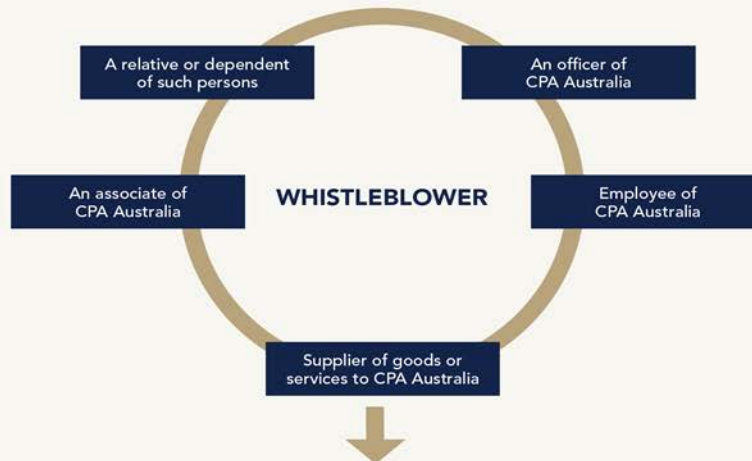 A relative or dependent
of such persons
An officer of
CPA Australia
An associate of
CPA Australia
WHISTLEBLOWER
Employee of
CPA Australia
Supplier of goods or
services to CPA Australia